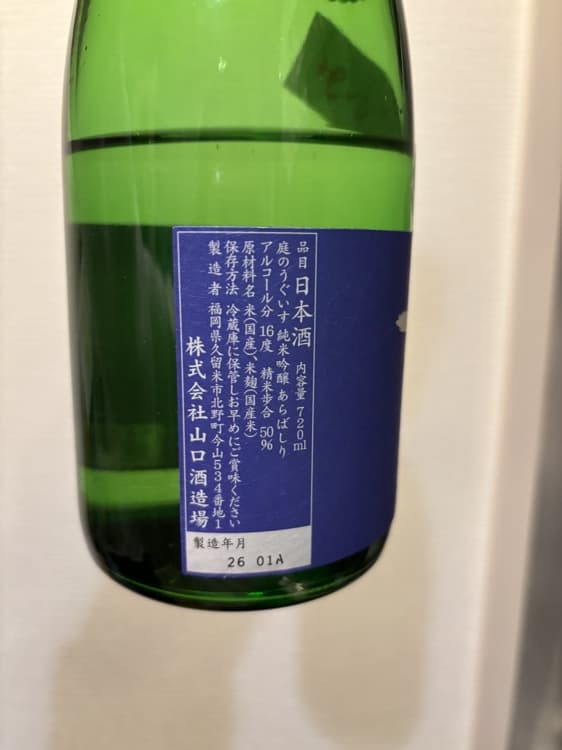 品目 日本酒 内容量 720ml
庭のうぐいす 純米吟醸 あらばしり
アルコール分 16度 精米歩合 50%
原材料名 米(国産)、米麹(国産米)
保存方法 冷蔵庫に保管しお早めにご賞味ください
製造者 福岡県久留米市北野町今山534番地1
株式会社山口酒造場
製造年月
26 01A